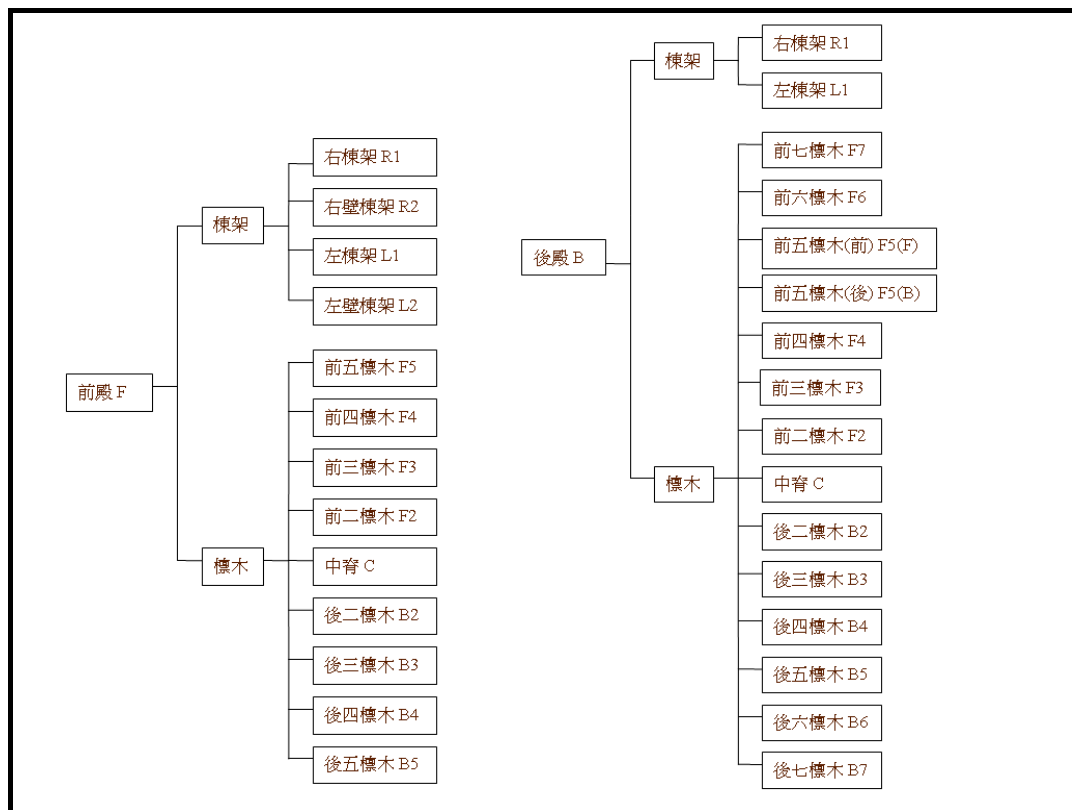 前殿 F
棟架
右棟架 R1
右壁棟架 R2
左棟架 L1
左壁棟架 L2
檁木
前五檁木 F5
前四檁木 F4
前三檁木 F3
前二檁木 F2
中脊 C
後二檁木 B2
後三檁木 B3
後四檁木 B4
後五檁木 B5
後殿 B
棟架
右棟架 R1
左棟架 L1
檁木
前七檁木 F7
前六檁木 F6
前五檁木(前) F5(F)
前五檁木(後) F5(B)
前四檁木 F4
前三檁木 F3
前二檁木 F2
中脊 C
後二檁木 B2
後三檁木 B3
後四檁木 B4
後五檁木 B5
後六檁木 B6
後七檁木 B7